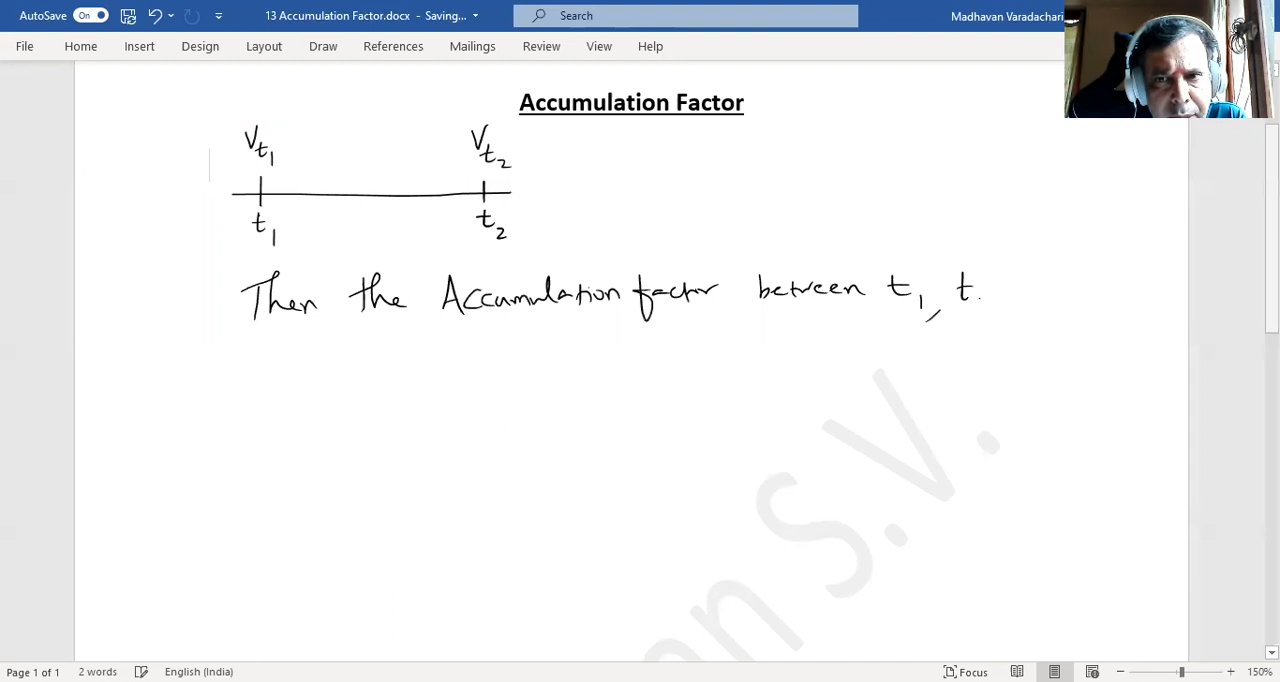 AutoSave On 13 Accumulation Factor.docx - Saving... Search Madhavan Varadachari
File Home Insert Design Layout Draw References Mailings Review View Help
Accumulation Factor
Vt1 Vt2
t1 t2
Then the Accumulation factor between t1, t
n S.V.
Page 1 of 1 2 words English (India) Focus 150%